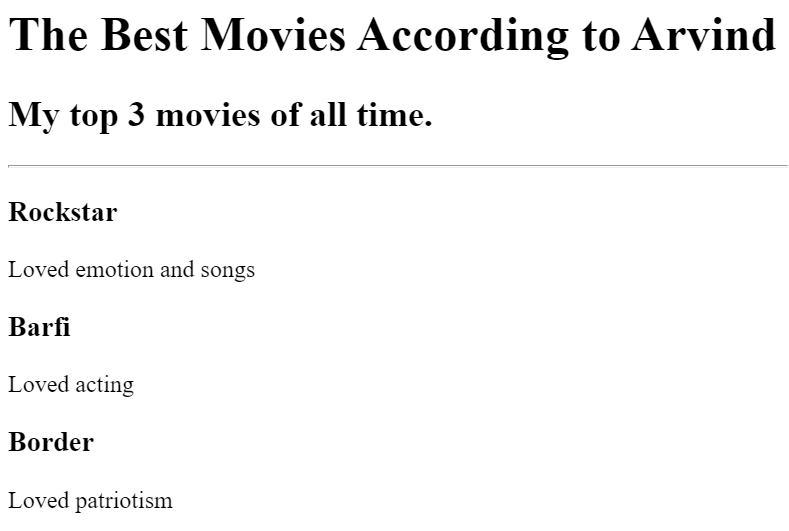 The Best Movies According to Arvind
My top 3 movies of all time.
Rockstar
Loved emotion and songs
Barfi
Loved acting
Border
Loved patriotism